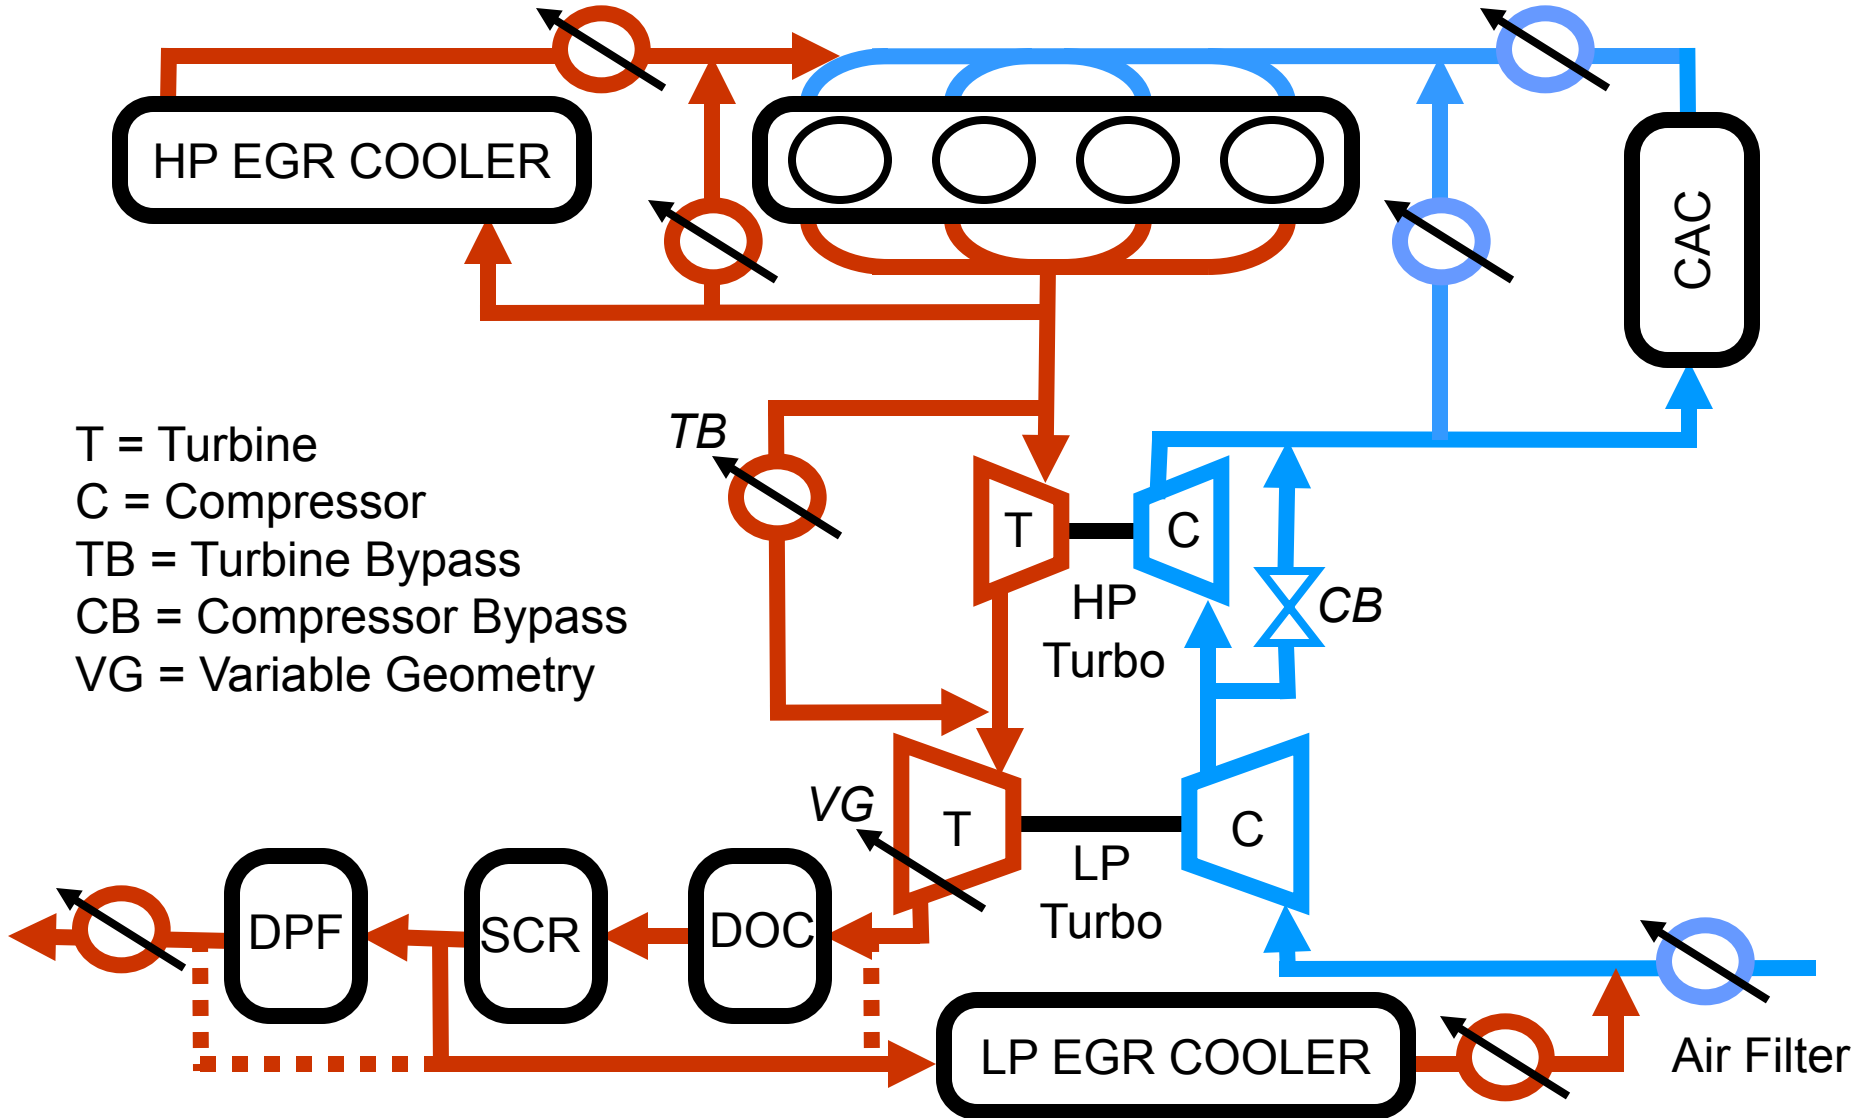 HP EGR COOLER
CAC
TB
T = Turbine
C = Compressor
TB = Turbine Bypass
CB = Compressor Bypass
VG = Variable Geometry
T
C
HP
Turbo
CB
VG
T
C
LP
Turbo
DPF
SCR
DOC
LP EGR COOLER
Air Filter